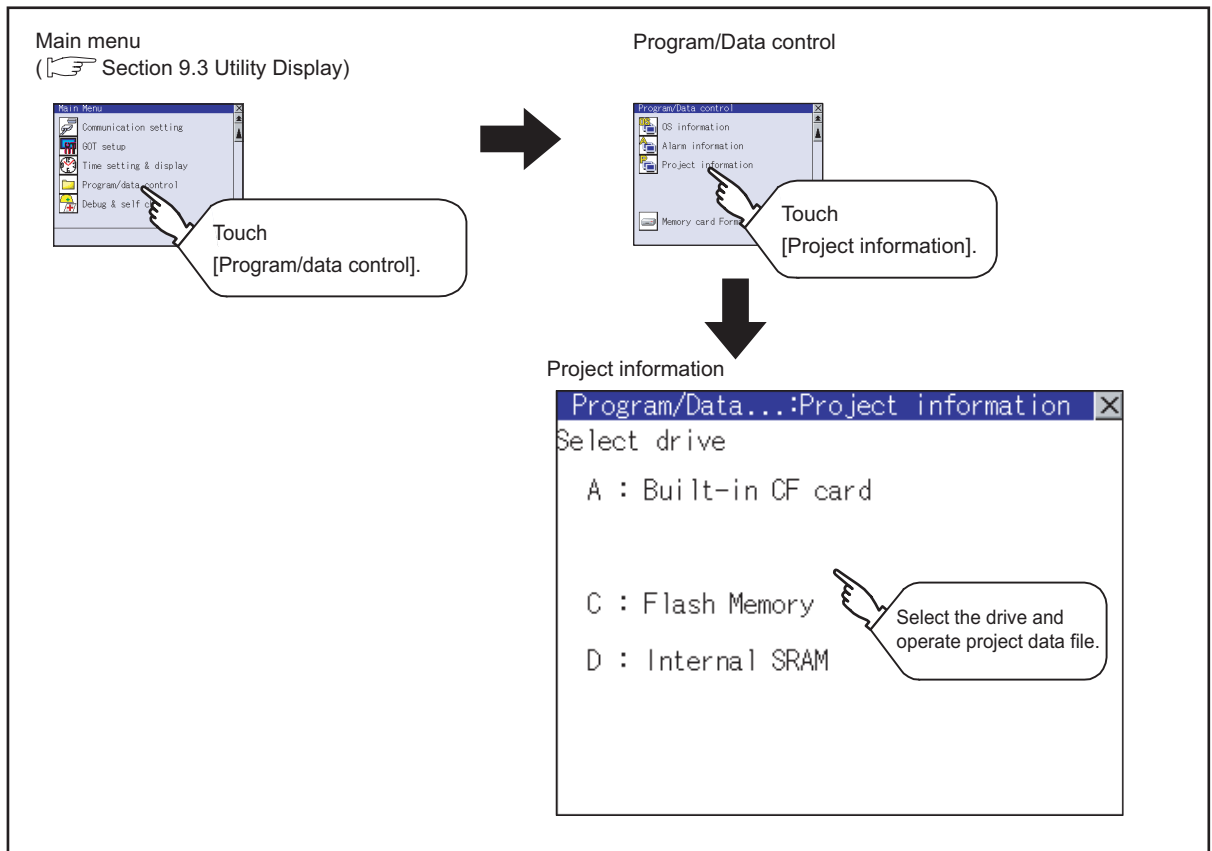 Main menu
( Section 9.3 Utility Display)
Main Menu
Communication setting
GOT setup
Time setting & display
Program/data control
Debug & self
Touch
[Program/data control].
Program/Data control
Program/Data control
OS information
Alarm information
Project information
Memory card Form
Touch
[Project information].
Project information
Program/Data...:Project information
Select drive
A : Built-in CF card
C : Flash Memory
D : Internal SRAM
Select the drive and
operate project data file.